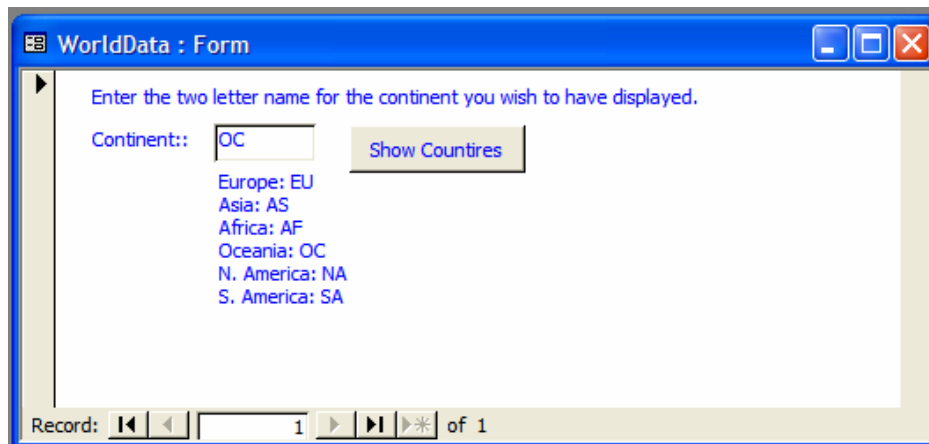 WorldData : Form
Enter the two letter name for the continent you wish to have displayed.
Continent:: OC Show Countires
Europe: EU
Asia: AS
Africa: AF
Oceania: OC
N. America: NA
S. America: SA
Record: 1 of 1